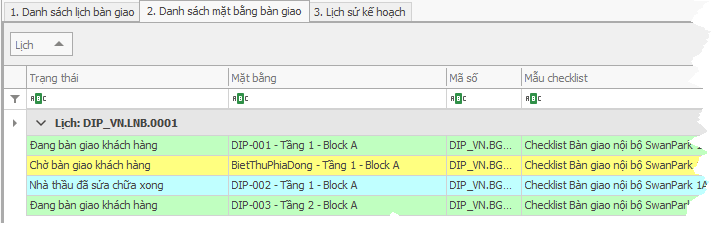 1. Danh sách lịch bàn giao 2. Danh sách mặt bằng bàn giao 3. Lịch sử kế hoạch
Lịch
Trạng thái Mặt bằng Mã số Mẫu checklist
ABC ABC ABC ABC
Lịch: DIP_VN.LNB.0001
Đang bàn giao khách hàng DIP-001 - Tầng 1 - Block A DIP_VN.BG... Checklist Bàn giao nội bộ SwanPark 1
Chờ bàn giao khách hàng BietThuPhiaDong - Tầng 1 - Block A DIP_VN.BG... Checklist Bàn giao nội bộ SwanPark
Nhà thầu đã sửa chữa xong DIP-002 - Tầng 1 - Block A DIP_VN.BG... Checklist Bàn giao nội bộ SwanPark 1A
Đang bàn giao khách hàng DIP-003 - Tầng 2 - Block A DIP_VN.BG... Checklist Bàn giao nội bộ SwanPark